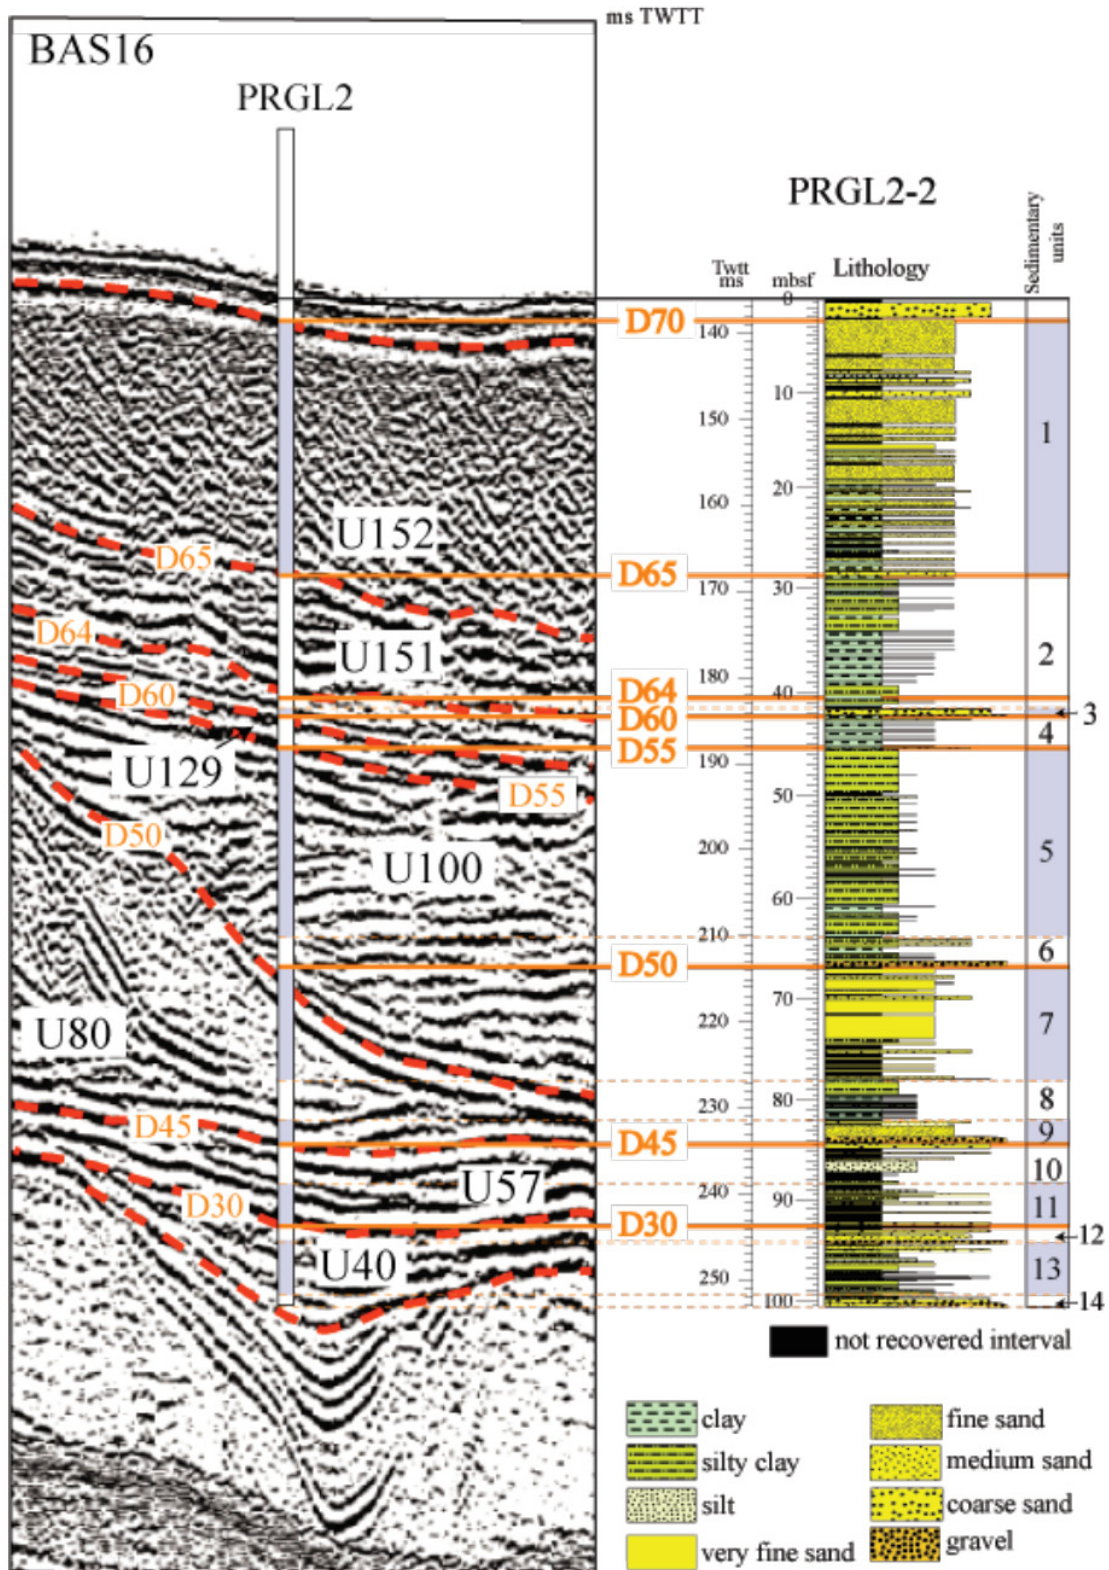 ms TWTT
BAS16
PRGL2
PRGL2-2
Twtt
ms
mbsf
Lithology
Sedimentary
units
D70
D65
D64
D60
D55
D50
D45
D30
D65
D64
D60
D55
D50
D45
D30
U152
U151
U129
U100
U80
U57
U40
140
150
160
170
180
190
200
210
220
230
240
250
0
10
20
30
40
50
60
70
80
90
100
1
2
3
4
5
6
7
8
9
10
11
12
13
14
not recovered interval
clay
silty clay
silt
very fine sand
fine sand
medium sand
coarse sand
gravel